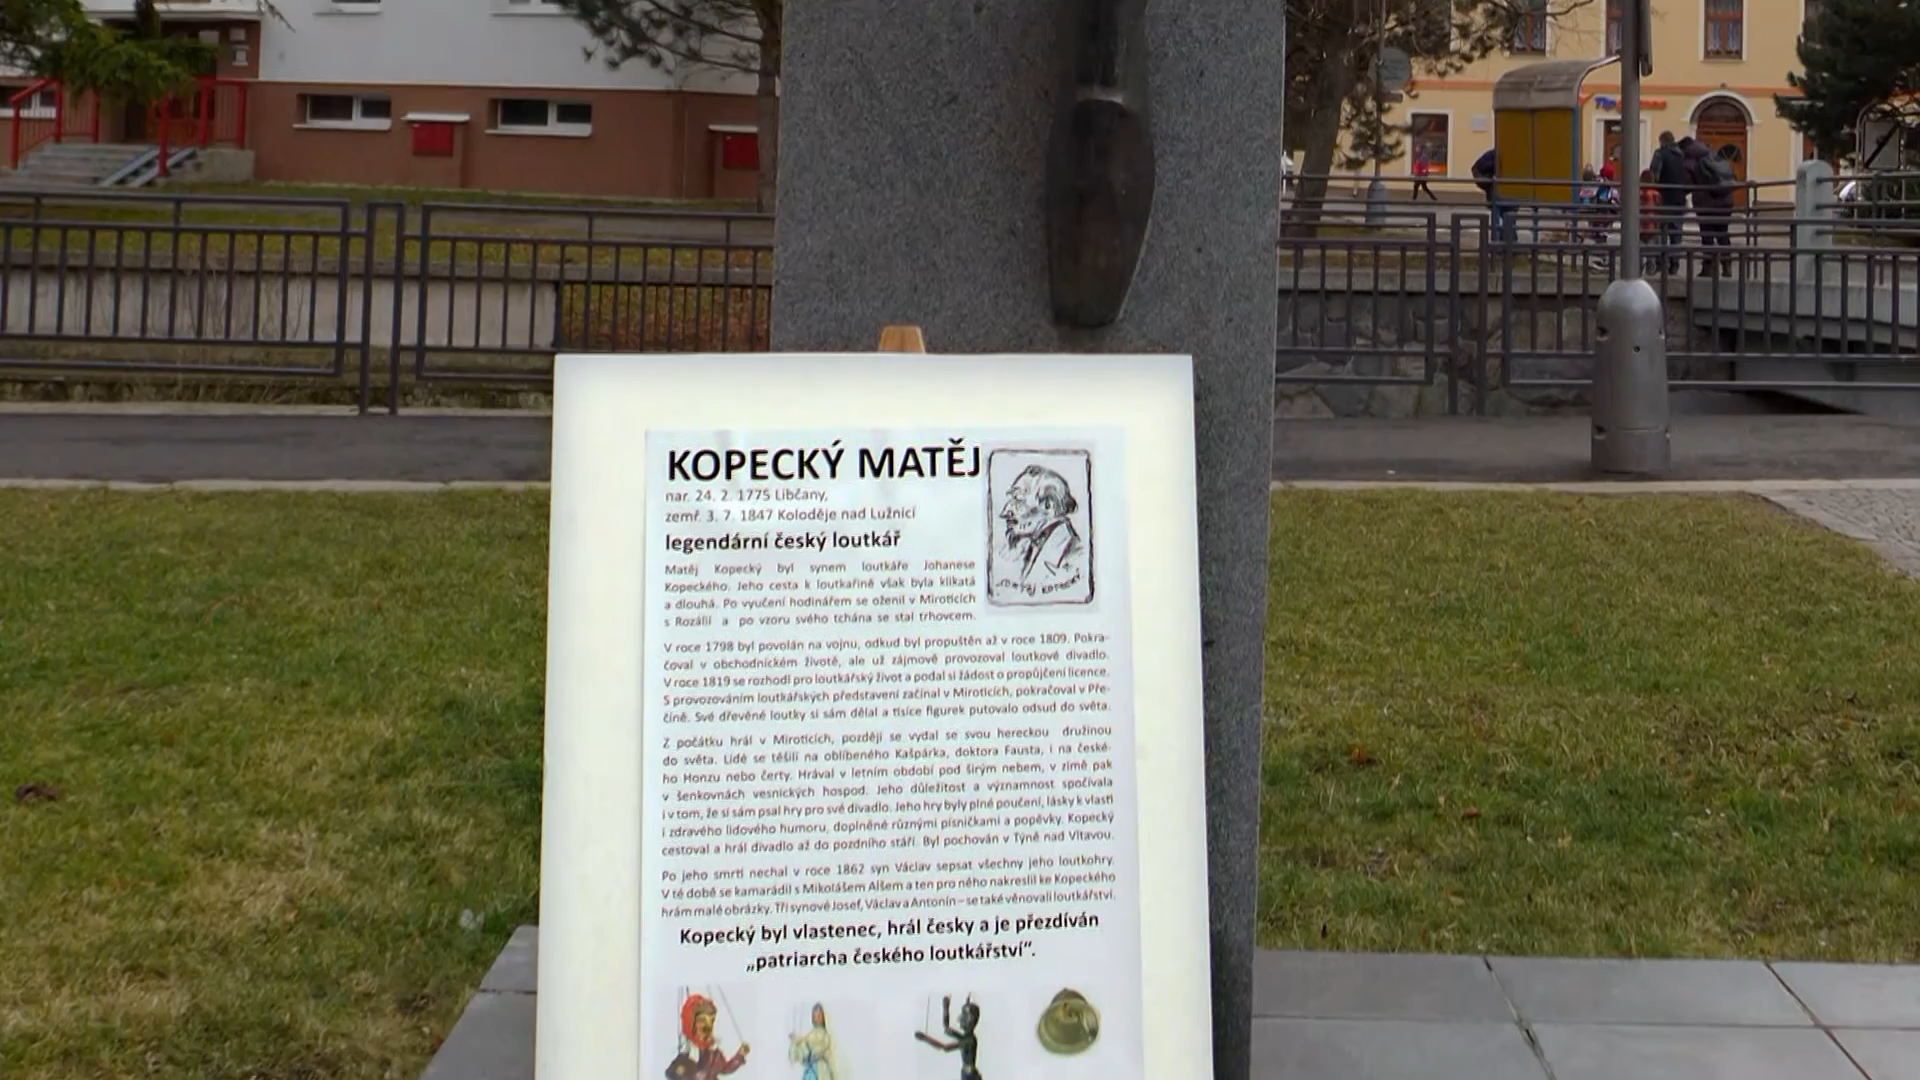 KOPECKÝ MATĚJ
nar. 24. 2. 1775 Libčany,
zemř. 3. 7. 1847 Koloděje nad Lužnicí
legendární český loutkář
Matěj Kopecký byl synem loutkáře Johanese
Kopeckého. Jeho cesta k loutkařině však byla klikatá
a dlouhá. Po vyučení hodinářem se oženil v Miroticích
s Rozálií a po vzoru svého tchána se stal trhovcem.
V roce 1798 byl povolán na vojnu, odkud byl propuštěn až v roce 1809. Pokra-
čoval v obchodnickém životě, ale už zájmově provozoval loutkové divadlo.
V roce 1819 se rozhodl pro loutkářský život a podal si žádost o propůjčení licence.
S provozováním loutkářských představení začínal v Miroticích, pokračoval v Pře-
číně. Své dřevěné loutky si sám dělal a tisíce figurek putovalo odsud do světa.
Z počátku hrál v Miroticích, později se vydal se svou hereckou družinou
do světa. Lidé se těšili na oblíbeného Kašpárka, doktora Fausta, i na české-
ho Honzu nebo čerty. Hrával v letním období pod širým nebem, v zimě pak
v šenkovnách vesnických hospod. Jeho důležitost a významnost spočívala
i v tom, že si sám psal hry pro své divadlo. Jeho hry byly plné poučení, lásky k vlasti
i zdravého lidového humoru, doplněné různými písničkami a popěvky. Kopecký
cestoval a hrál divadlo až do pozdního stáří. Byl pochován v Týně nad Vltavou.
Po jeho smrti nechal v roce 1862 syn Václav sepsat všechny jeho loutkohry.
V té době se kamarádil s Mikolášem Alšem a ten pro něho nakreslil ke Kopeckého
hrám malé obrázky. Tři synové Josef, Václav a Antonín – se také věnovali loutkářství.
Kopecký byl vlastenec, hrál česky a je přezdíván
„patriarcha českého loutkářství“.